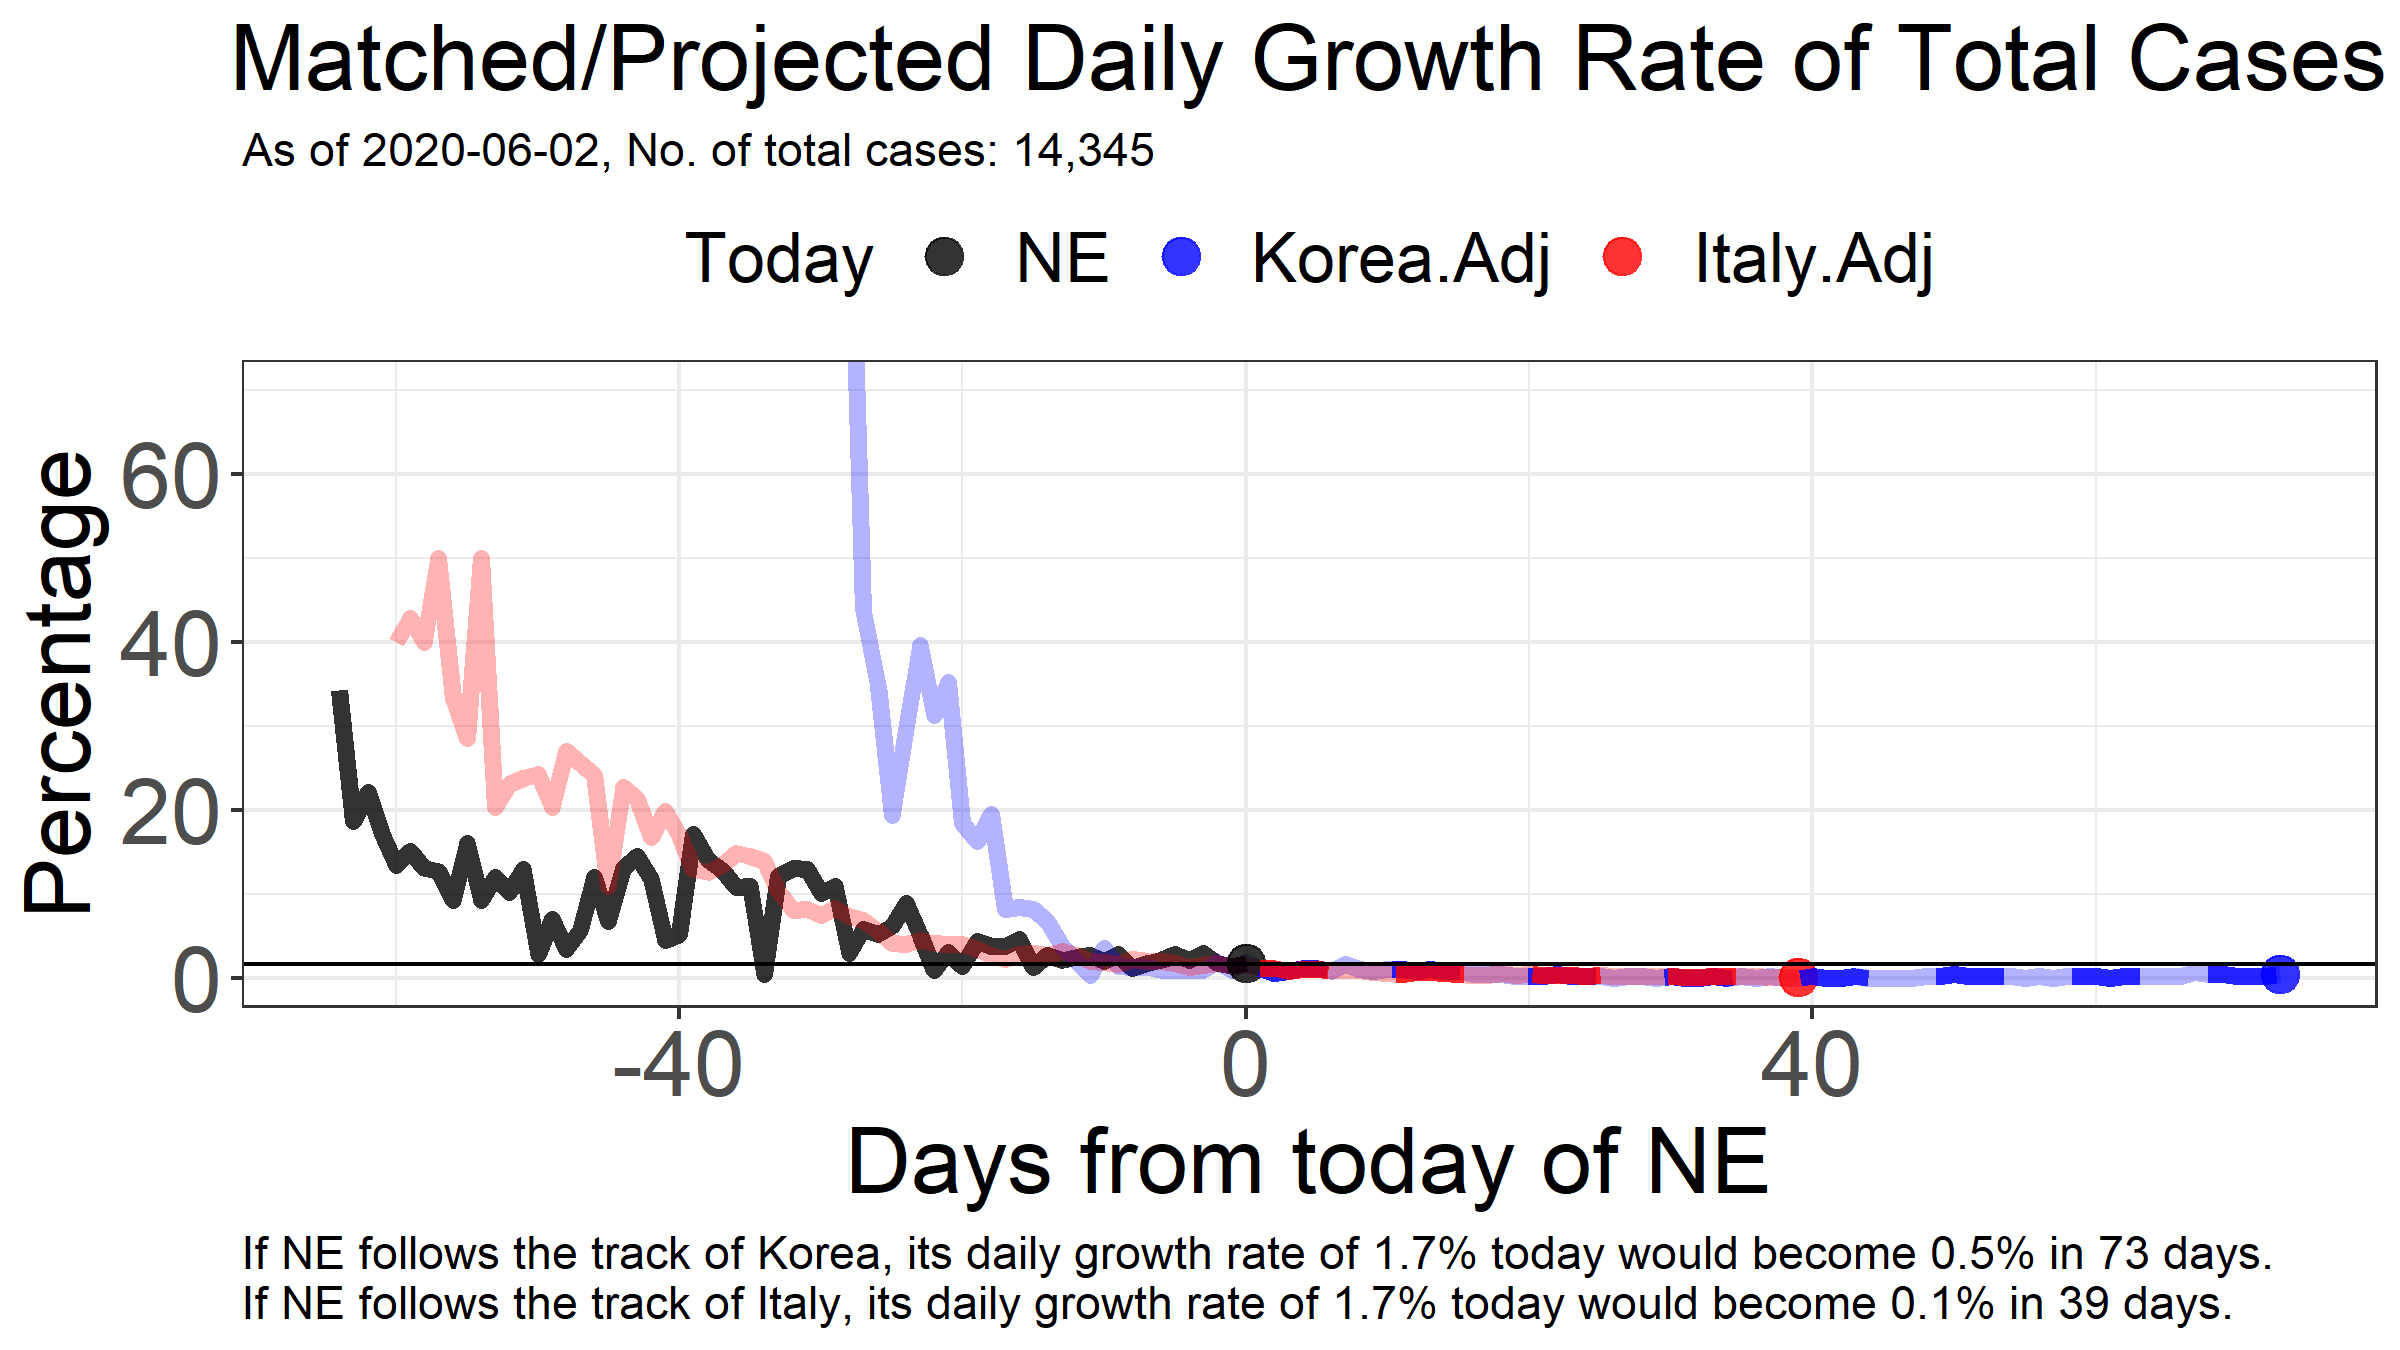 Matched/Projected Daily Growth Rate of Total Cases
As of 2020-06-02, No. of total cases: 14,345
Today NE Korea.Adj Italy.Adj
Percentage
60
40
20
0
-40 0 40
Days from today of NE
If NE follows the track of Korea, its daily growth rate of 1.7% today would become 0.5% in 73 days.
If NE follows the track of Italy, its daily growth rate of 1.7% today would become 0.1% in 39 days.